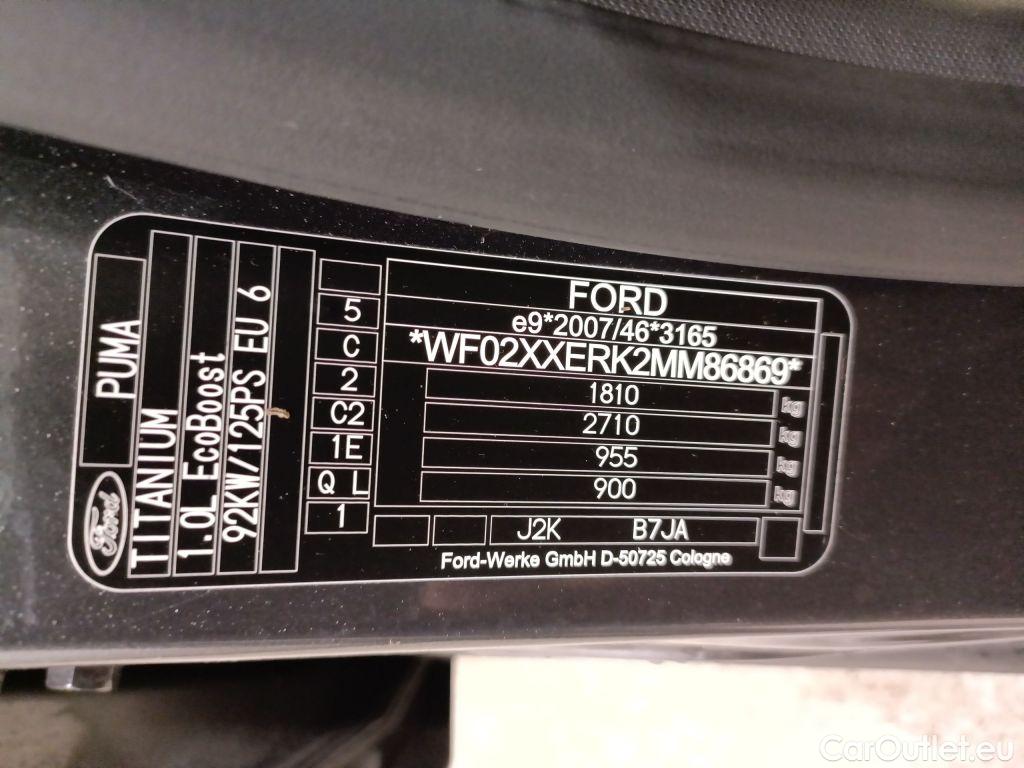 FORD
e9*2007/46*3165
*WF02XXERK2MM86869*
1810 kg
2710 kg
955 kg
900 kg
J2K B7JA
Ford-Werke GmbH D-50725 Cologne
5
C
2
C2
1E
Q L
1
PUMA
TITANIUM
1.0L EcoBoost
92KW/125PS EU 6
Ford
CarOutlet.eu